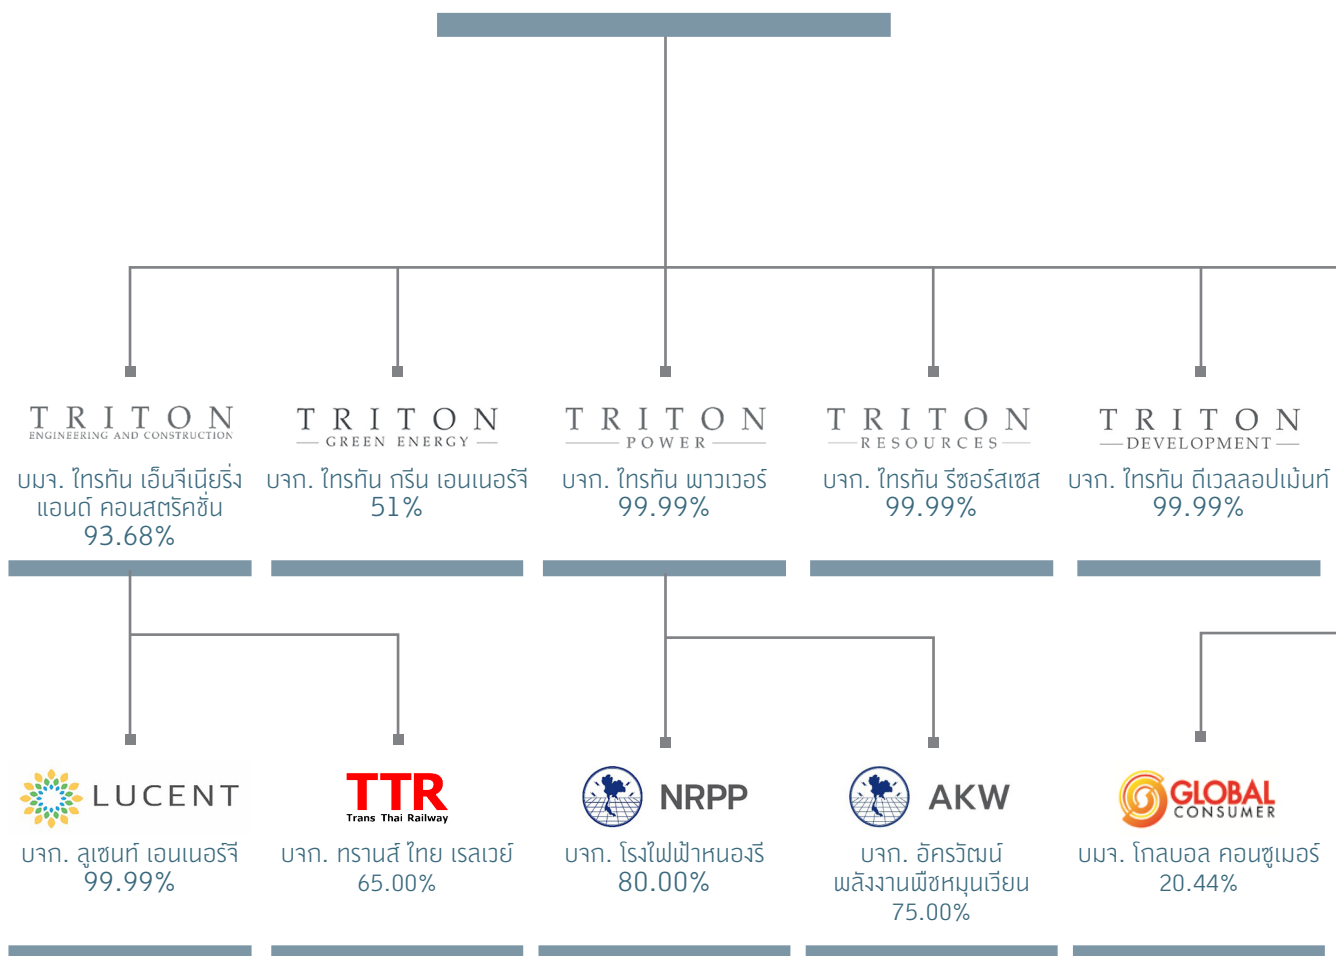 TRITON
ENGINEERING AND CONSTRUCTION
บมจ. ไทรทัน เอ็นจิเนียริ่ง
แอนด์ คอนสตรัคชั่น
93.68%
TRITON
GREEN ENERGY
บจก. ไทรทัน กรีน เอนเนอร์จี
51%
TRITON
POWER
บจก. ไทรทัน พาวเวอร์
99.99%
TRITON
RESOURCES
บจก. ไทรทัน รีซอร์สเซส
99.99%
TRITON
DEVELOPMENT
บจก. ไทรทัน ดีเวลลอปเม้นท์
99.99%
LUCENT
บจก. ลูเซนท์ เอนเนอร์จี
99.99%
TTR
Trans Thai Railway
บจก. ทรานส์ ไทย เรลเวย์
65.00%
NRPP
บจก. โรงไฟฟ้าหนองรี
80.00%
AKW
บจก. อัครวัฒน์
พลังงานพืชหมุนเวียน
75.00%
GLOBAL
CONSUMER
บมจ. โกลบอล คอนซูเมอร์
20.44%